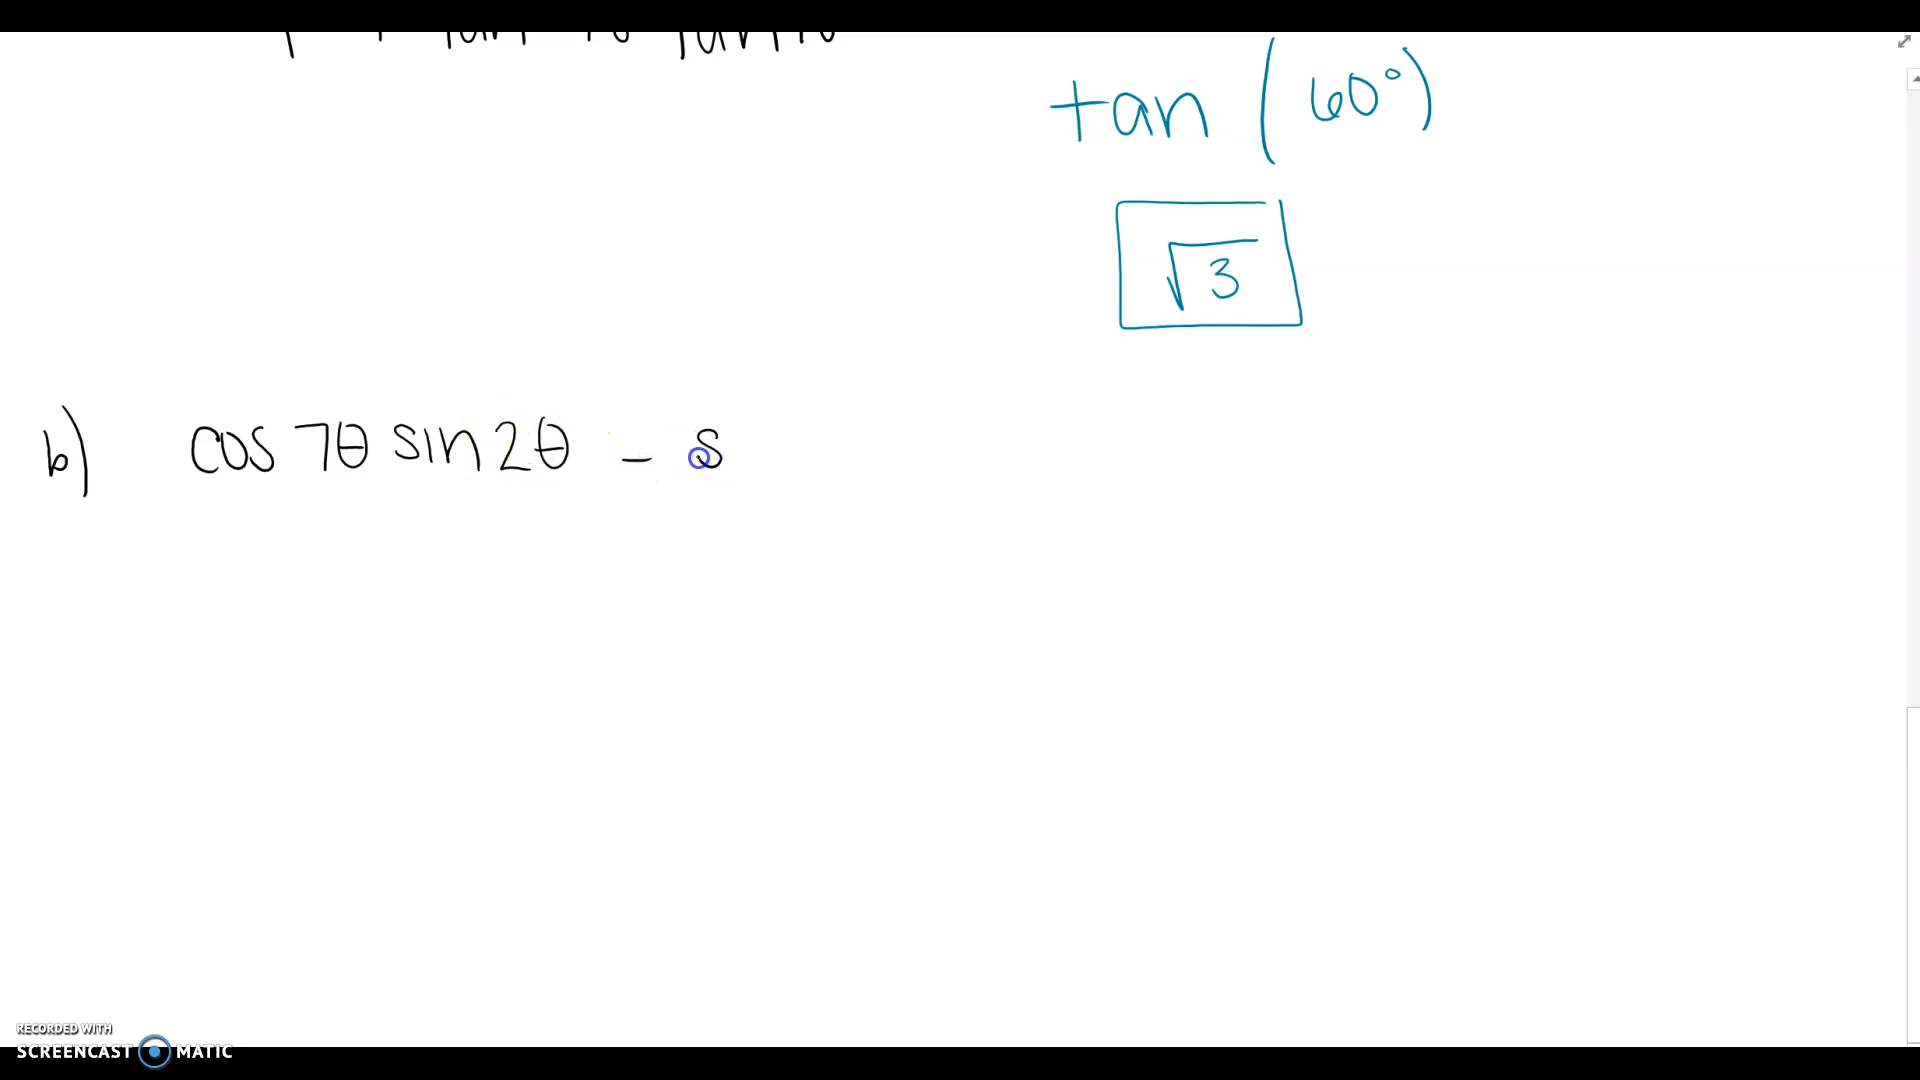 tan (60°)
√3
b) cos 7θ sin 2θ - s
RECORDED WITH
SCREENCAST MATIC